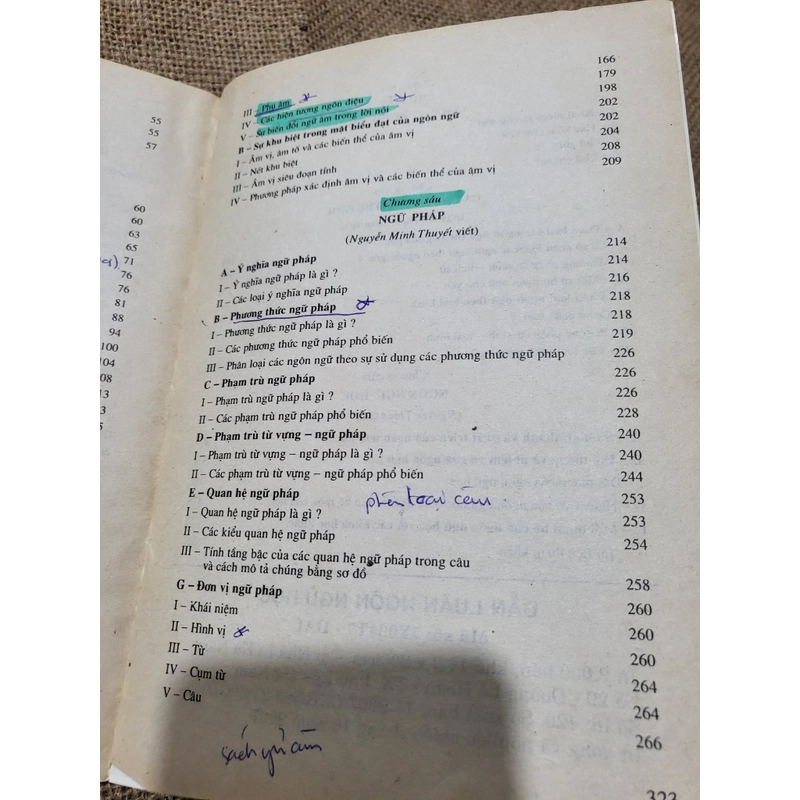 55
55
57
60
60
63
65
71
76
76
81
88
94
100
104
08
13
III – Phụ âm 166
IV – Các hiện tượng ngôn điệu 179
V – Sự biến đổi ngữ âm trong lời nói 198
B – Sự khu biệt trong mặt biểu đạt của ngôn ngữ 202
I – Âm vị, âm tố và các biến thể của âm vị 202
II – Nét khu biệt 204
III – Âm vị siêu đoạn tính 208
IV – Phương pháp xác định âm vị và các biến thể của âm vị 209
Chương sáu
NGỮ PHÁP
(Nguyễn Minh Thuyết viết)
A – Ý nghĩa ngữ pháp 214
I – Ý nghĩa ngữ pháp là gì ? 214
II – Các loại ý nghĩa ngữ pháp 216
B – Phương thức ngữ pháp 218
I – Phương thức ngữ pháp là gì ? 218
II – Các phương thức ngữ pháp phổ biến 219
III – Phân loại các ngôn ngữ theo sự sử dụng các phương thức ngữ pháp 226
C – Phạm trù ngữ pháp 226
I – Phạm trù ngữ pháp là gì ? 226
II – Các phạm trù ngữ pháp phổ biến 228
D – Phạm trù từ vựng – ngữ pháp 240
I – Phạm trù từ vựng – ngữ pháp là gì ? 240
II – Các phạm trù từ vựng – ngữ pháp phổ biến 244
E – Quan hệ ngữ pháp 253
I – Quan hệ ngữ pháp là gì ? 253
II – Các kiểu quan hệ ngữ pháp 254
III – Tính tầng bậc của các quan hệ ngữ pháp trong câu
và cách mô tả chúng bằng sơ đồ 258
G – Đơn vị ngữ pháp 260
I – Khái niệm 260
II – Hình vị 260
III – Từ 264
IV – Cụm từ 264
V – Câu 266
sách